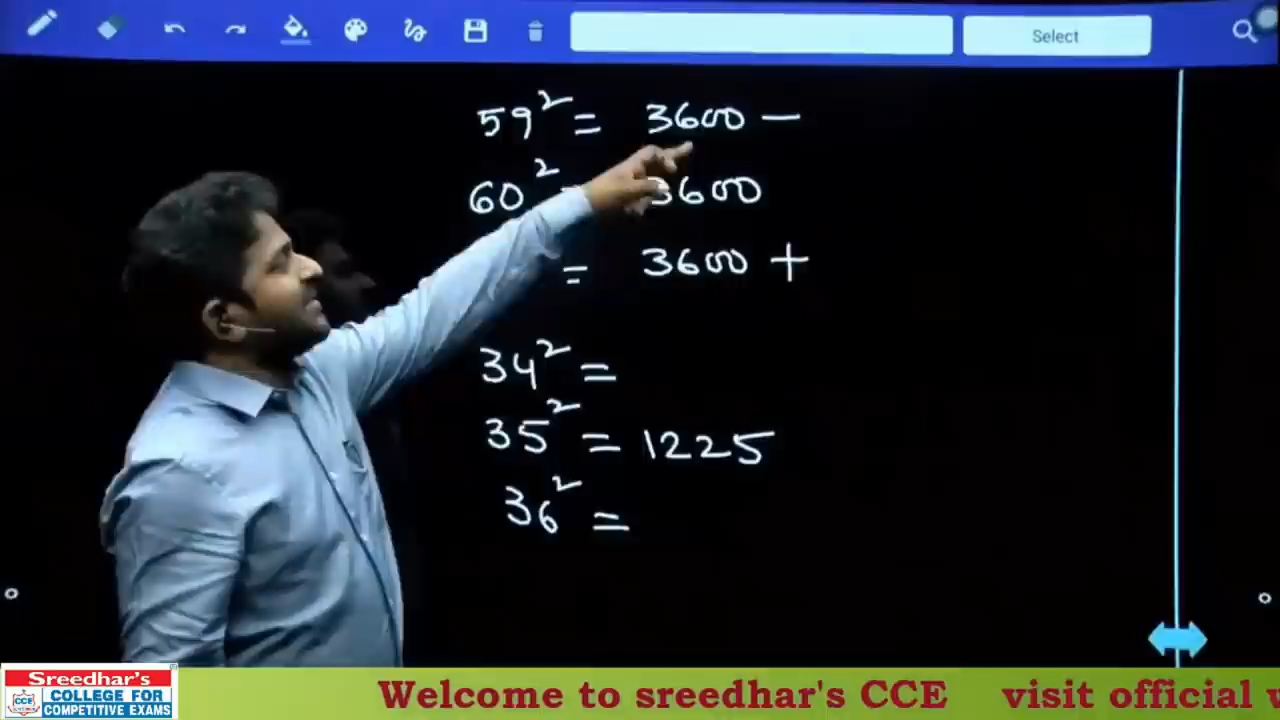 Select
59² = 3600 −
60² 3600
= 3600 +
34² =
35² = 1225
36² =
Sreedhar's
CCE
COLLEGE FOR
COMPETITIVE EXAMS
Welcome to sreedhar's CCE visit official